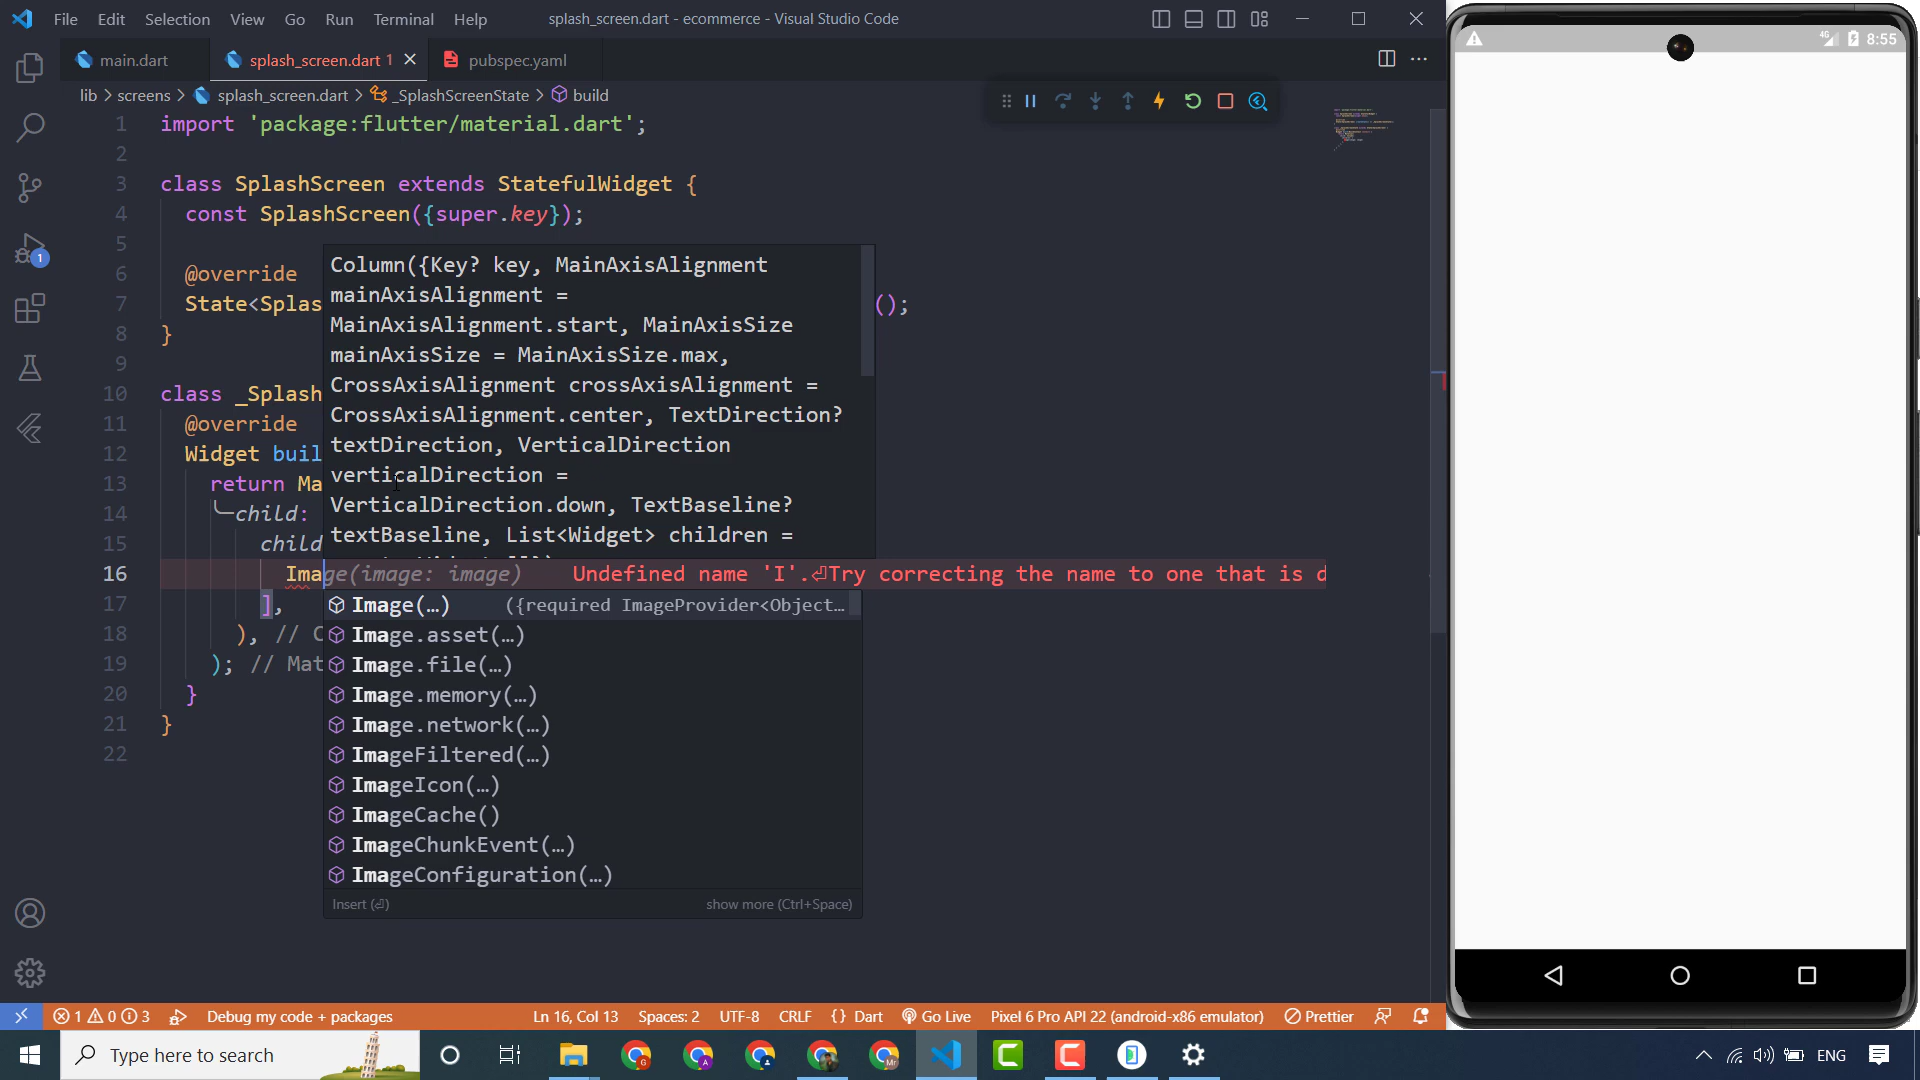 File Edit Selection View Go Run Terminal Help splash_screen.dart - ecommerce - Visual Studio Code
main.dart splash_screen.dart 1 pubspec.yaml
lib > screens > splash_screen.dart > _SplashScreenState > build
1 import 'package:flutter/material.dart';
2
3 class SplashScreen extends StatefulWidget {
4 const SplashScreen({super.key});
5
6 @override
7 State<Splas ();
8 }
9
10 class _Splash
11 @override
12 Widget buil
13 return Ma
14 child:
15 child
16 Image(image: image) Undefined name 'I'.⏎Try correcting the name to one that is d
17 ],
18 ), // C
19 ); // Mat
20 }
21 }
22
Column({Key? key, MainAxisAlignment
mainAxisAlignment =
MainAxisAlignment.start, MainAxisSize
mainAxisSize = MainAxisSize.max,
CrossAxisAlignment crossAxisAlignment =
CrossAxisAlignment.center, TextDirection?
textDirection, VerticalDirection
verticalDirection =
VerticalDirection.down, TextBaseline?
textBaseline, List<Widget> children =
Image(…) ({required ImageProvider<Object…
Image.asset(…)
Image.file(…)
Image.memory(…)
Image.network(…)
ImageFiltered(…)
ImageIcon(…)
ImageCache()
ImageChunkEvent(…)
ImageConfiguration(…)
Insert (⏎) show more (Ctrl+Space)
1
4G 8:55
1 0 3 Debug my code + packages Ln 16, Col 13 Spaces: 2 UTF-8 CRLF {} Dart Go Live Pixel 6 Pro API 22 (android-x86 emulator) Prettier
Type here to search
ENG